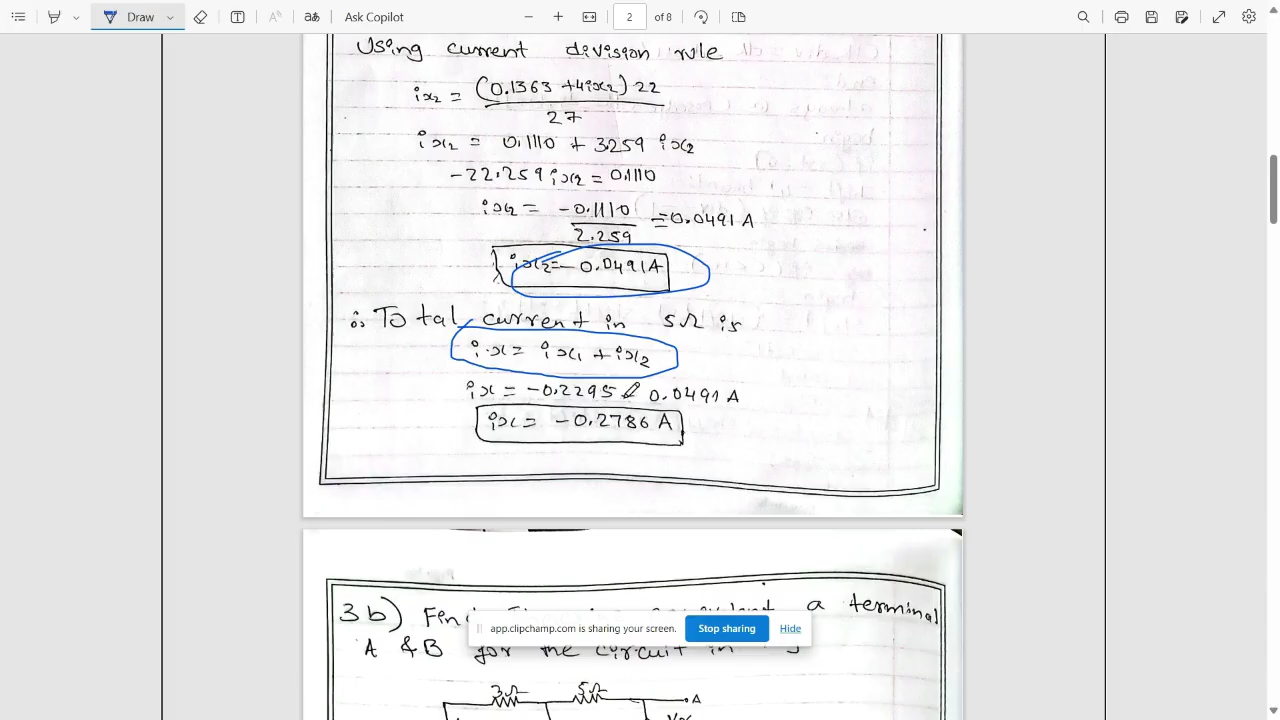 Draw
Ask Copilot
2 of 8
Using current division rule
ix2 = (0.1363 + 4ix2) 22
27
ix2 = 0.1110 + 3259 ix2
-22.259 ix2 = 0.1110
ix2 = -0.1110 = 0.0491 A
2.259
ix2 = -0.0491A
∴ Total current in 5Ω is
ix = ix1 + ix2
ix = -0.2295 0.0491 A
ix = -0.2786 A
3b) a terminal
app.clipchamp.com is sharing your screen. Stop sharing Hide
A & B for the circuit in
3Ω 5Ω A